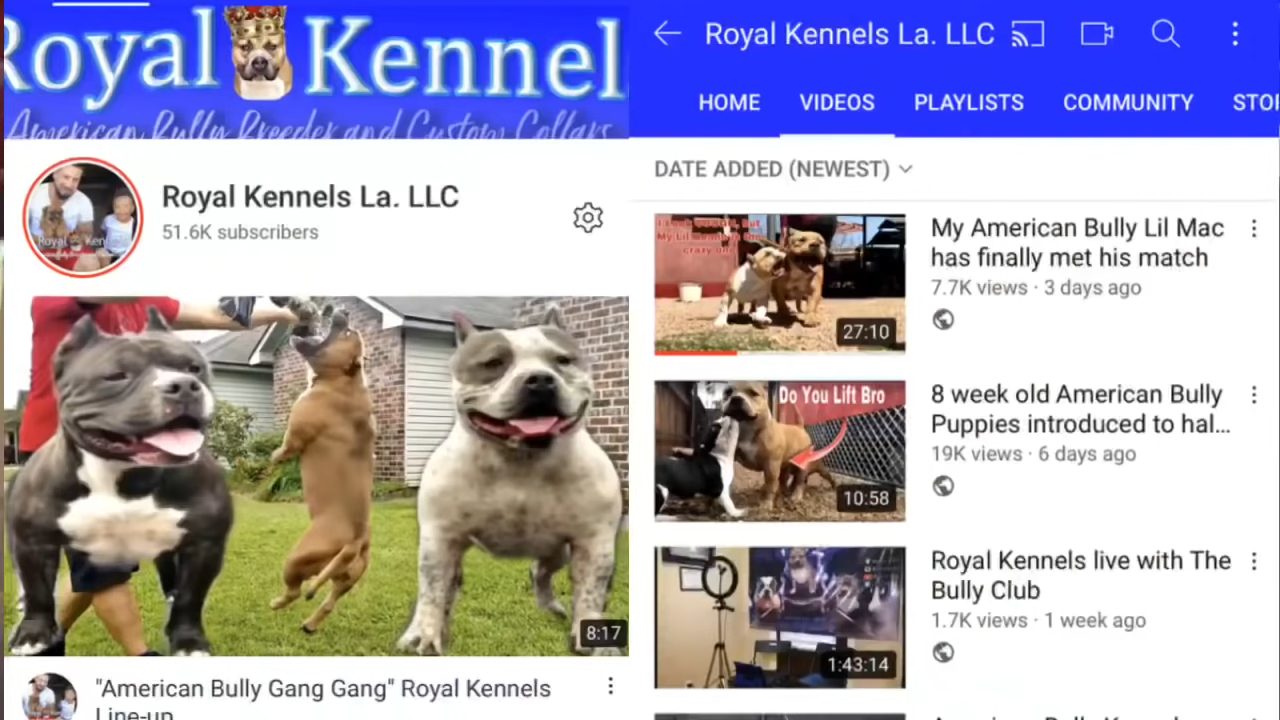 Royal Kennel
American Bully Breeder and Custom Collars
Royal Kennels La. LLC
51.6K subscribers
8:17
"American Bully Gang Gang" Royal Kennels
Line-up
Royal Kennels La. LLC
HOME VIDEOS PLAYLISTS COMMUNITY STO
DATE ADDED (NEWEST)
27:10
My American Bully Lil Mac
has finally met his match
7.7K views · 3 days ago
Do You Lift Bro
10:58
8 week old American Bully
Puppies introduced to hal...
19K views · 6 days ago
1:43:14
Royal Kennels live with The
Bully Club
1.7K views · 1 week ago